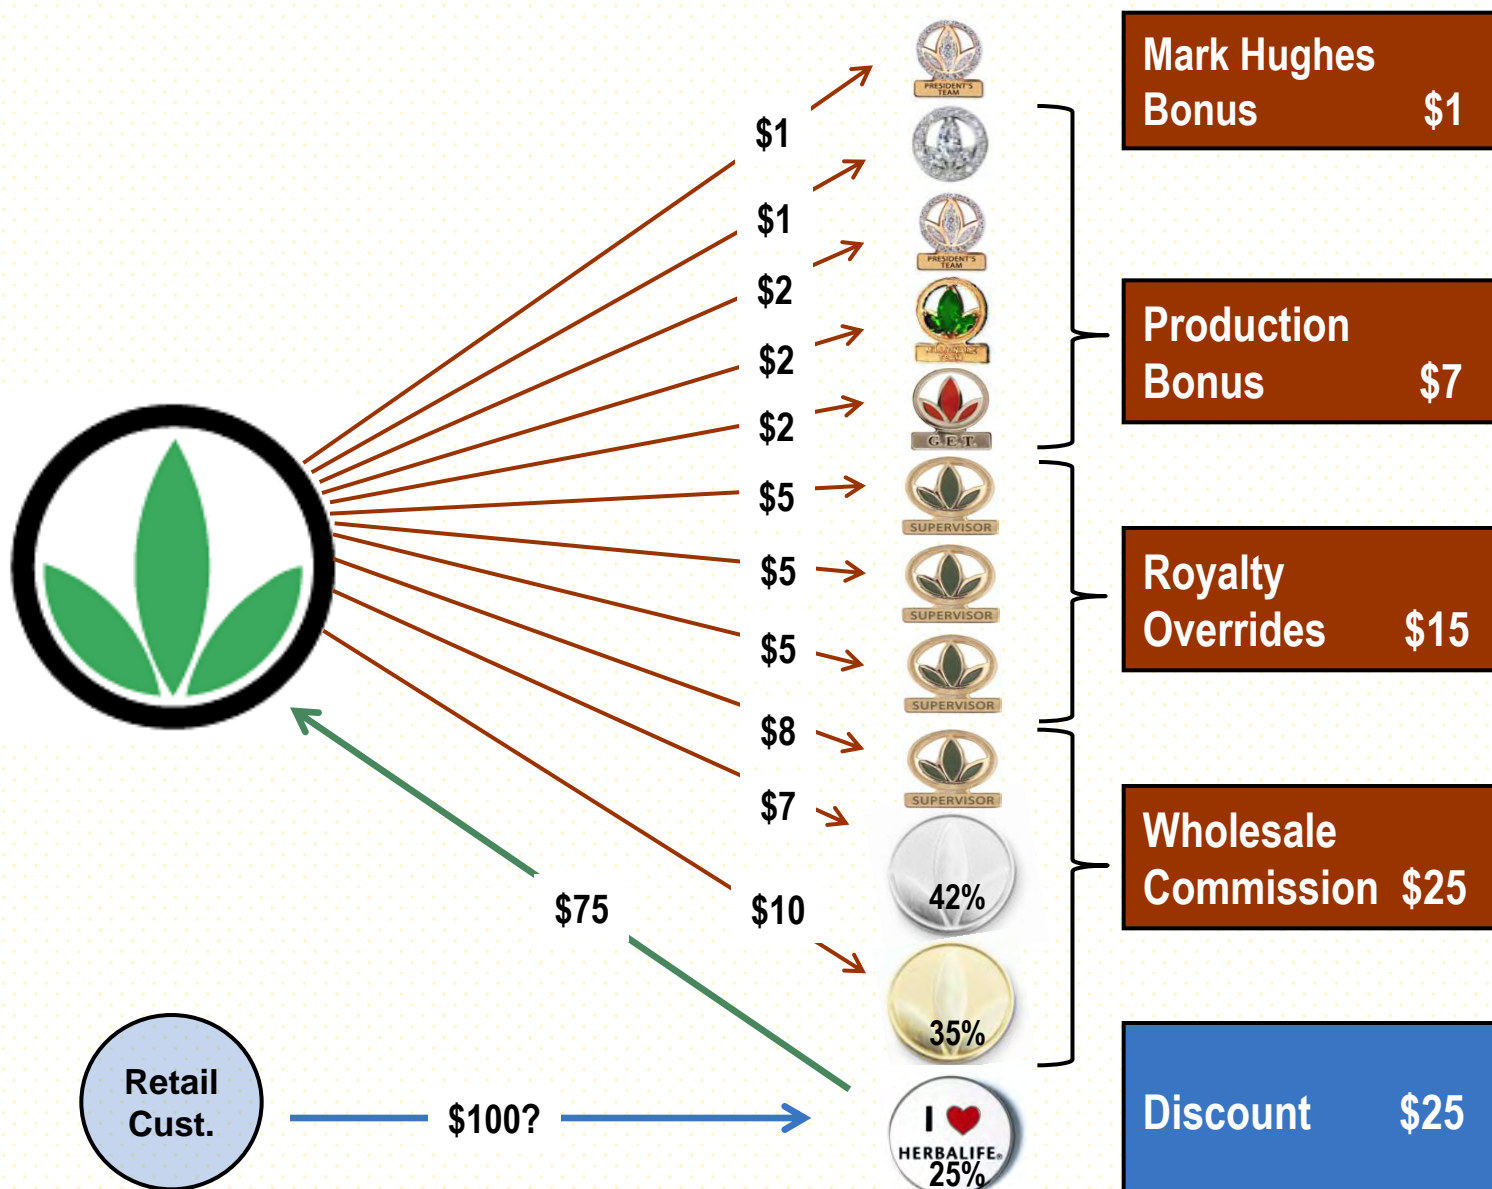 PRESIDENT'S
TEAM
Mark Hughes
Bonus $1
$1
$1
PRESIDENT'S
TEAM
$2
Production
Bonus $7
$2
TEAM
$2
G.E.T.
$5
SUPERVISOR
$5
SUPERVISOR
Royalty
Overrides $15
$5
SUPERVISOR
$8
SUPERVISOR
$7
Wholesale
Commission $25
42%
$75
$10
35%
Retail
Cust.
$100?
I
HERBALIFE®
25%
Discount $25